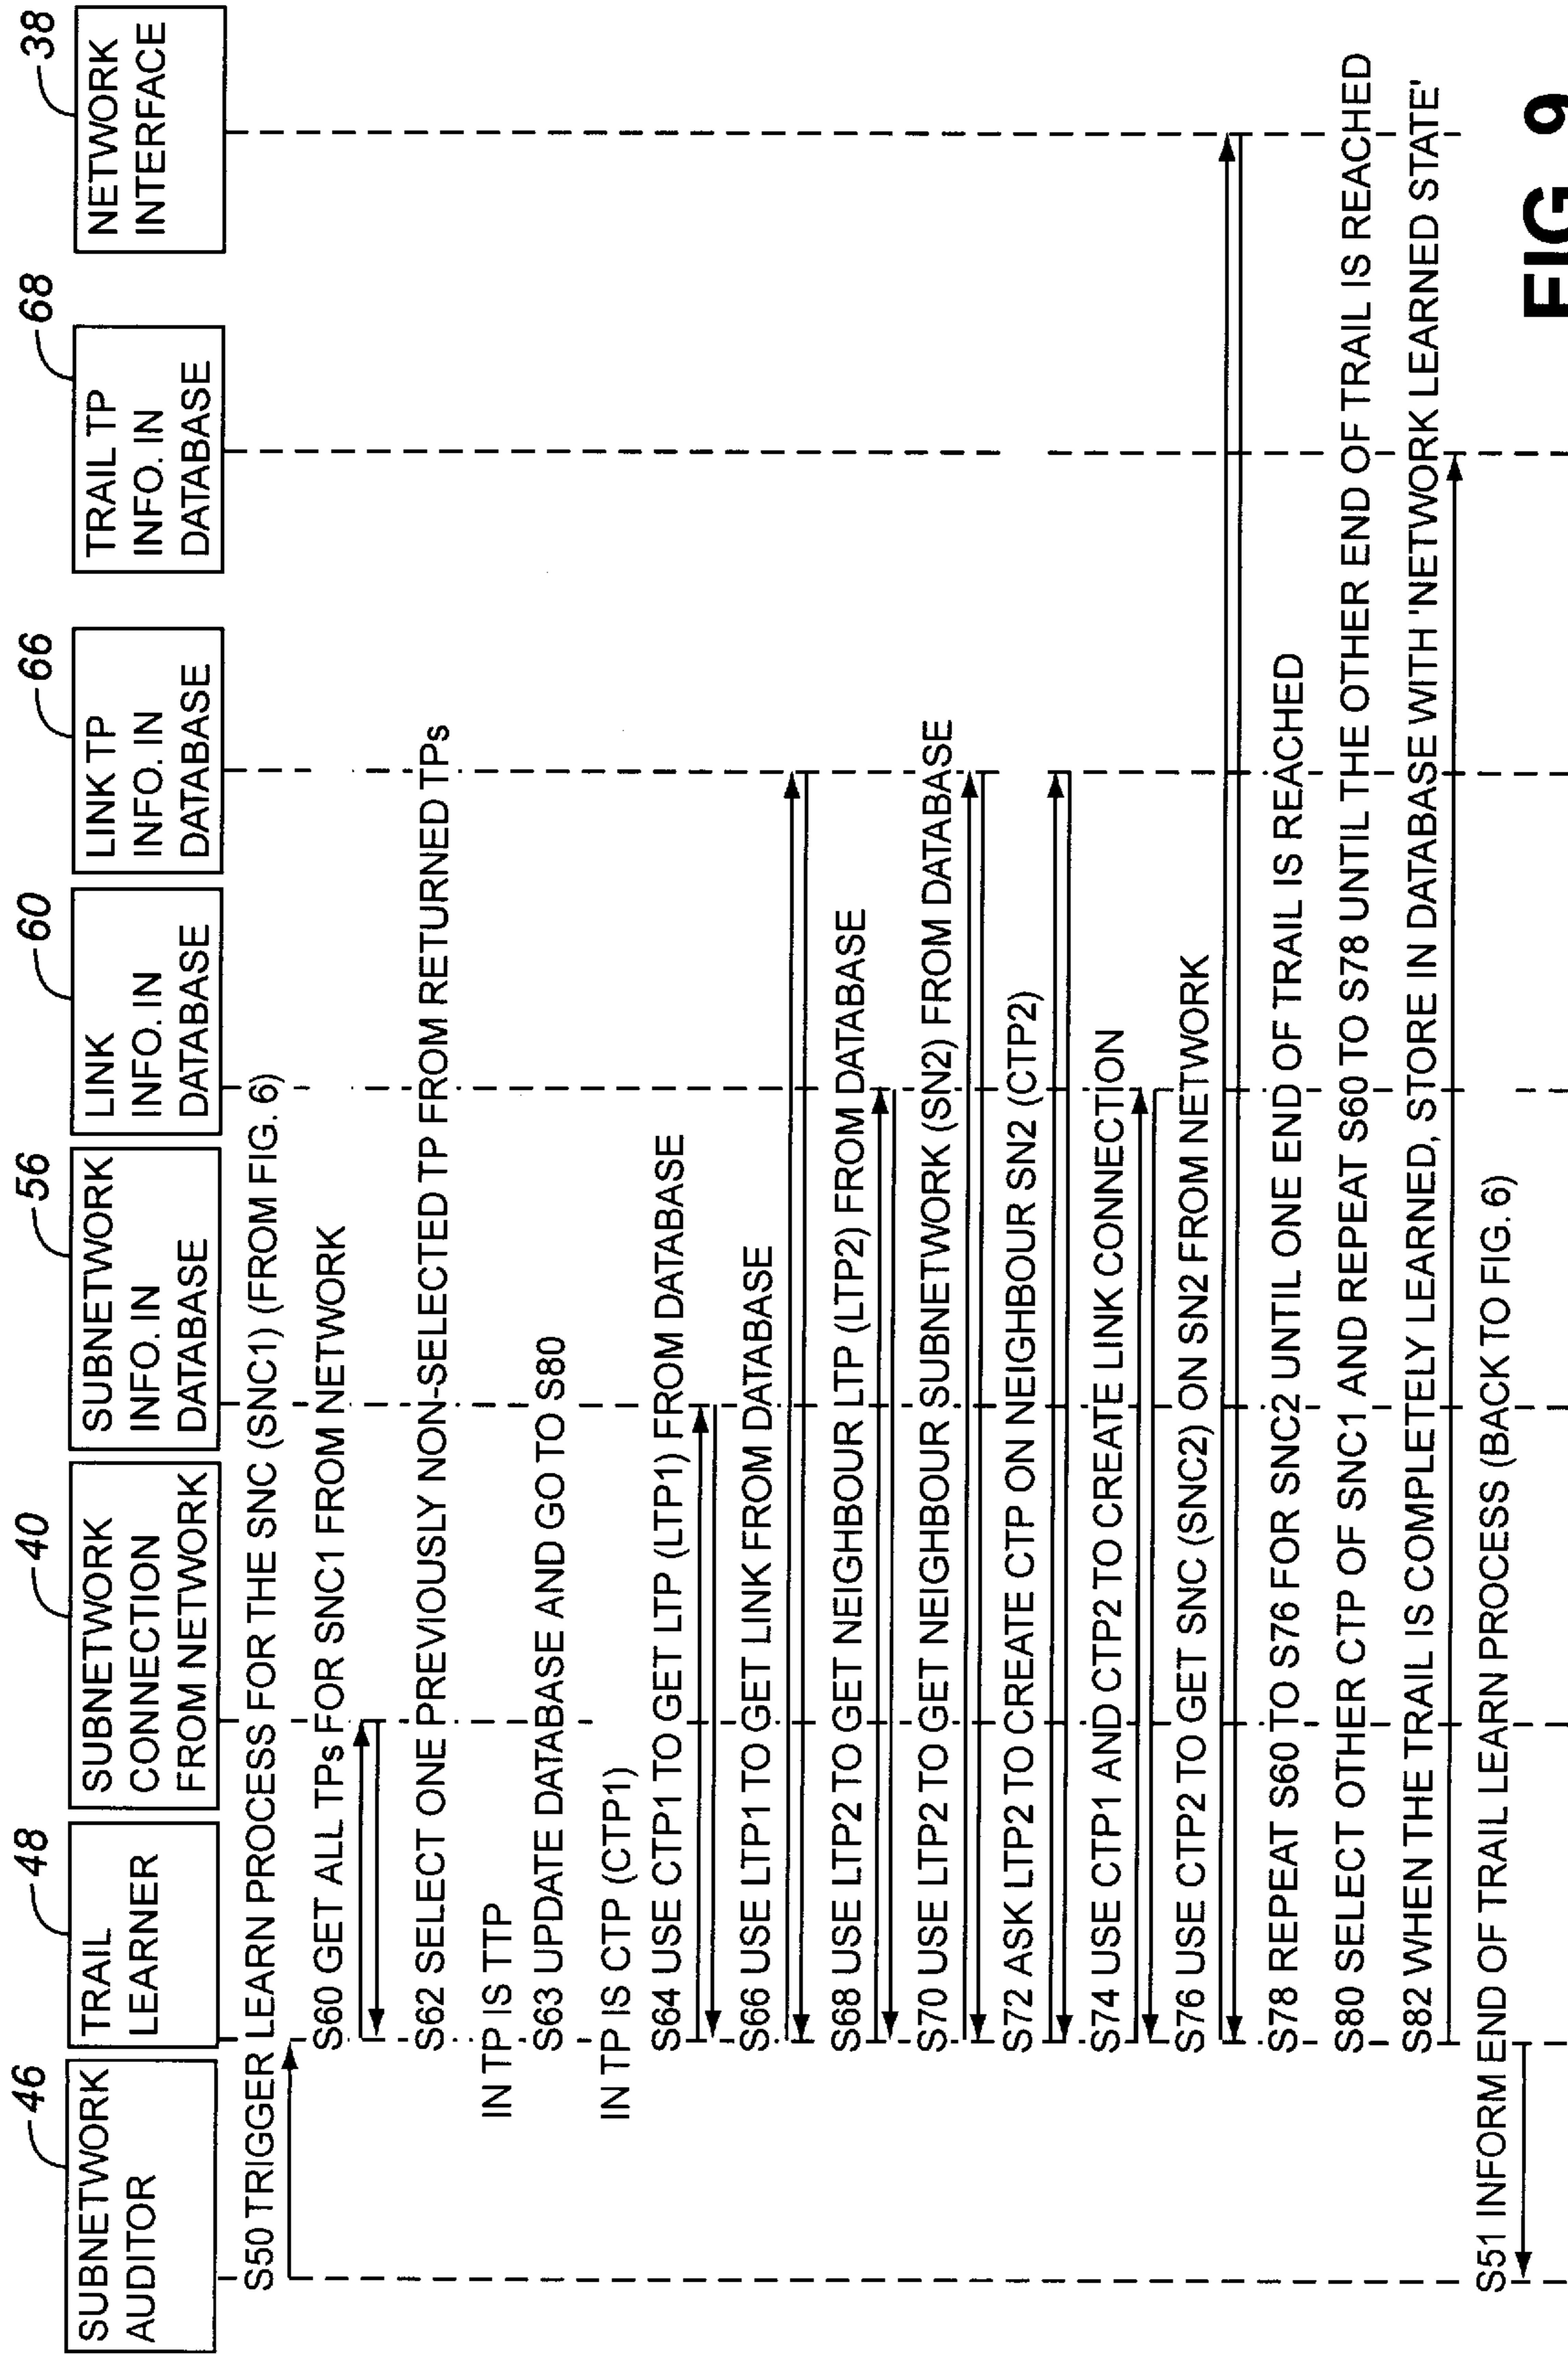 46
SUBNETWORK
AUDITOR
48
TRAIL
LEARNER
40
SUBNETWORK
CONNECTION
FROM NETWORK
56
SUBNETWORK
INFO. IN
DATABASE
60
LINK
INFO. IN
DATABASE
66
LINK TP
INFO. IN
DATABASE
68
TRAIL TP
INFO. IN
DATABASE
38
NETWORK
INTERFACE
S50 TRIGGER LEARN PROCESS FOR THE SNC (SNC1) (FROM FIG. 6)
S60 GET ALL TPs FOR SNC1 FROM NETWORK
S62 SELECT ONE PREVIOUSLY NON-SELECTED TP FROM RETURNED TPs
IN TP IS TTP
S63 UPDATE DATABASE AND GO TO S80
IN TP IS CTP (CTP1)
S64 USE CTP1 TO GET LTP (LTP1) FROM DATABASE
S66 USE LTP1 TO GET LINK FROM DATABASE
S68 USE LTP2 TO GET NEIGHBOUR LTP (LTP2) FROM DATABASE
S70 USE LTP2 TO GET NEIGHBOUR SUBNETWORK (SN2) FROM DATABASE
S72 ASK LTP2 TO CREATE CTP ON NEIGHBOUR SN2 (CTP2)
S74 USE CTP1 AND CTP2 TO CREATE LINK CONNECTION
S76 USE CTP2 TO GET SNC (SNC2) ON SN2 FROM NETWORK
S78 REPEAT S60 TO S76 FOR SNC2 UNTIL ONE END OF TRAIL IS REACHED
S80 SELECT OTHER CTP OF SNC1 AND REPEAT S60 TO S78 UNTIL THE OTHER END OF TRAIL IS REACHED
S82 WHEN THE TRAIL IS COMPLETELY LEARNED, STORE IN DATABASE WITH 'NETWORK LEARNED STATE'
S51 INFORM END OF TRAIL LEARN PROCESS (BACK TO FIG. 6)
FIG. 9